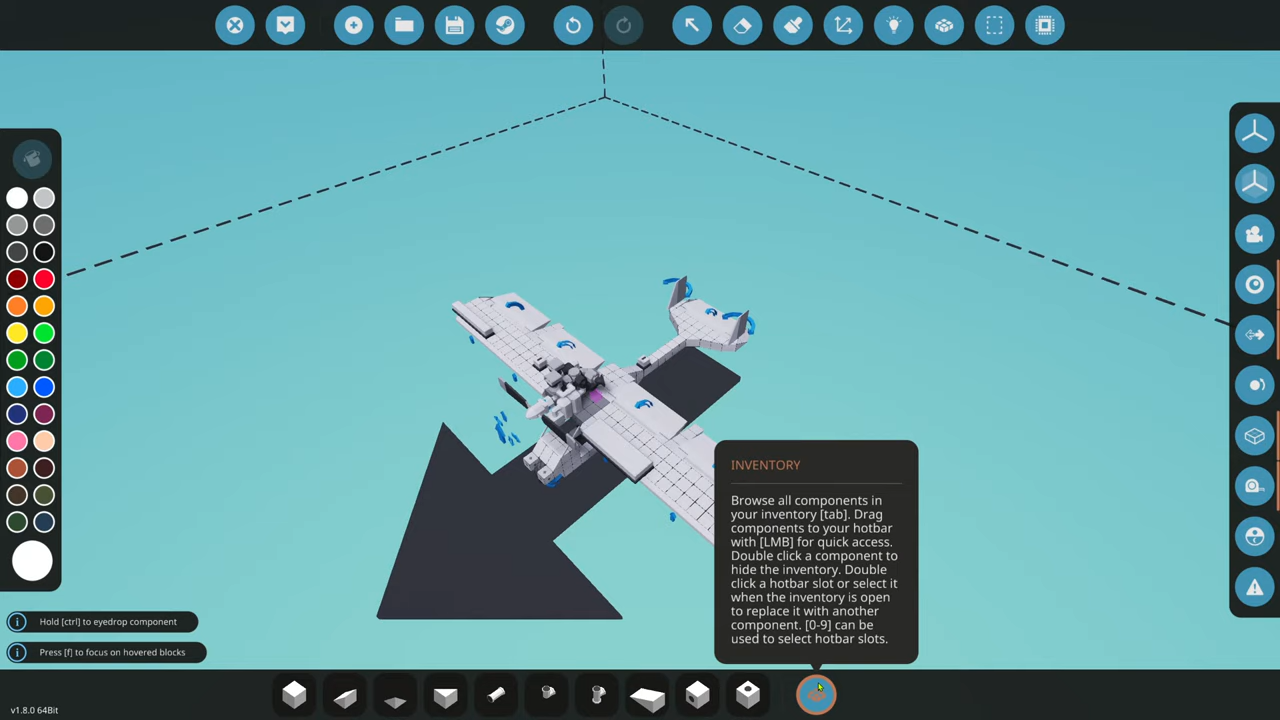 INVENTORY
Browse all components in
your inventory [tab]. Drag
components to your hotbar
with [LMB] for quick access.
Double click a component to
hide the inventory. Double
click a hotbar slot or select it
when the inventory is open
to replace it with another
component. [0-9] can be
used to select hotbar slots.
Hold [ctrl] to eyedrop component
Press [f] to focus on hovered blocks
v1.8.0 64Bit